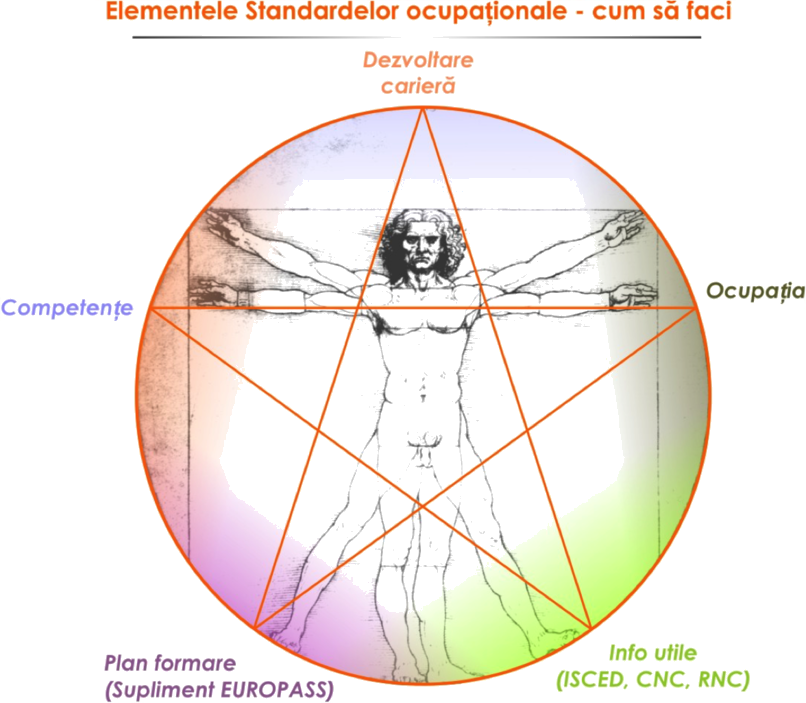 Elementele Standardelor ocupaționale - cum să faci
Dezvoltare
carieră
Ocupația
Competențe
Plan formare
(Supliment EUROPASS)
Info utile
(ISCED, CNC, RNC)